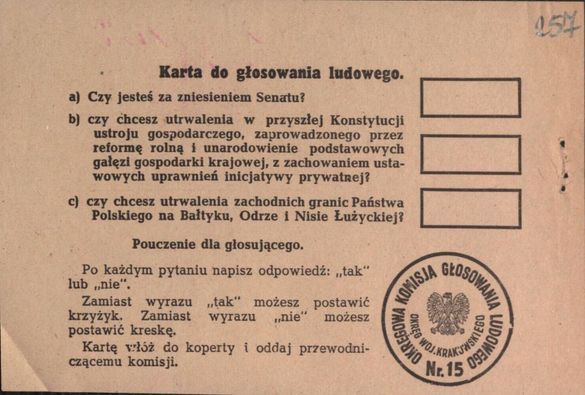 257
Karta do głosowania ludowego.
a) Czy jesteś za zniesieniem Senatu?
b) czy chcesz utrwalenia w przyszłej Konstytucji
ustroju gospodarczego, zaprowadzonego przez
reformę rolną i unarodowienie podstawowych
gałęzi gospodarki krajowej, z zachowaniem usta-
wowych uprawnień inicjatywy prywatnej?
c) czy chcesz utrwalenia zachodnich granic Państwa
Polskiego na Bałtyku, Odrze i Nisie Łużyckiej?
Pouczenie dla głosującego.
Po każdym pytaniu napisz odpowiedź: „tak"
lub „nie".
Zamiast wyrazu „tak" możesz postawić
krzyżyk. Zamiast wyrazu „nie" możesz
postawić kreskę.
Kartę włóż do koperty i oddaj przewodni-
czącemu komisji.
OKRĘGOWA KOMISJA GŁOSOWANIA LUDOWEGO
OKRĘG WOJ. KRAKOWSKIEGO
Nr. 15